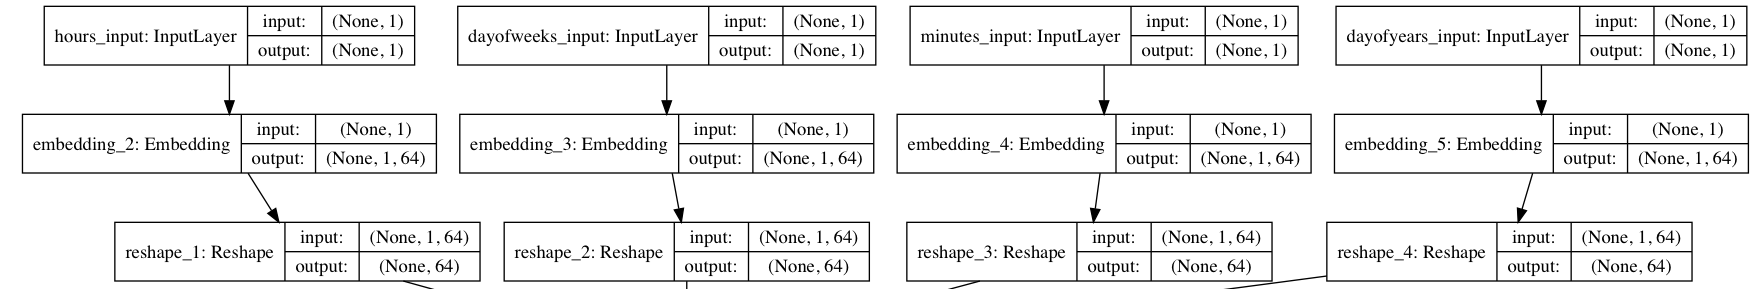 hours_input: InputLayer input: (None, 1) output: (None, 1)
dayofweeks_input: InputLayer input: (None, 1) output: (None, 1)
minutes_input: InputLayer input: (None, 1) output: (None, 1)
dayofyears_input: InputLayer input: (None, 1) output: (None, 1)
embedding_2: Embedding input: (None, 1) output: (None, 1, 64)
embedding_3: Embedding input: (None, 1) output: (None, 1, 64)
embedding_4: Embedding input: (None, 1) output: (None, 1, 64)
embedding_5: Embedding input: (None, 1) output: (None, 1, 64)
reshape_1: Reshape input: (None, 1, 64) output: (None, 64)
reshape_2: Reshape input: (None, 1, 64) output: (None, 64)
reshape_3: Reshape input: (None, 1, 64) output: (None, 64)
reshape_4: Reshape input: (None, 1, 64) output: (None, 64)